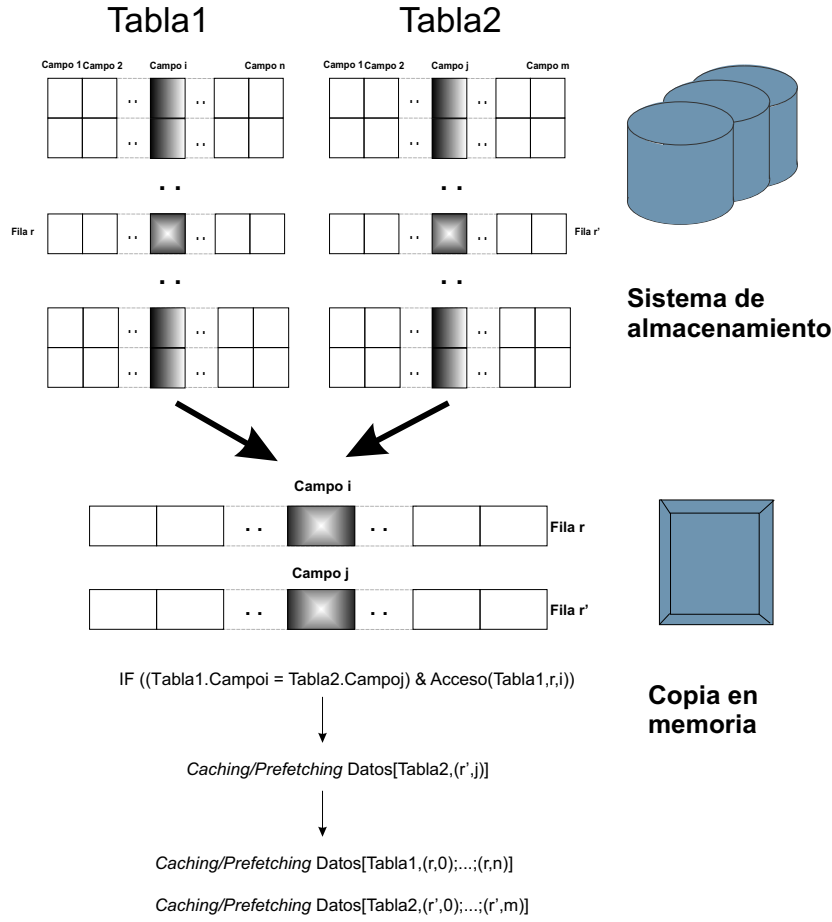 Tabla1 Tabla2
Campo 1 Campo 2 Campo i Campo n Campo 1 Campo 2 Campo j Campo m
.. .. .. ..
.. .. .. ..
.. ..
Fila r .. .. .. .. Fila r'
.. ..
Sistema de
almacenamiento
.. .. .. ..
.. .. .. ..
Campo i
.. .. Fila r
Campo j
.. .. Fila r'
IF ((Tabla1.Campoi = Tabla2.Campoj) & Acceso(Tabla1,r,i))
Copia en
memoria
Caching/Prefetching Datos[Tabla2,(r',j)]
Caching/Prefetching Datos[Tabla1,(r,0);...;(r,n)]
Caching/Prefetching Datos[Tabla2,(r',0);...;(r',m)]